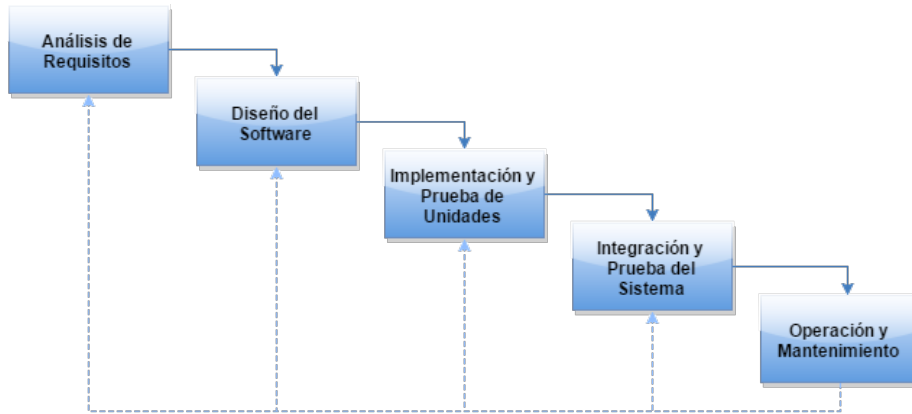 Análisis de
Requisitos
Diseño del
Software
Implementación y
Prueba de
Unidades
Integración y
Prueba del
Sistema
Operación y
Mantenimiento